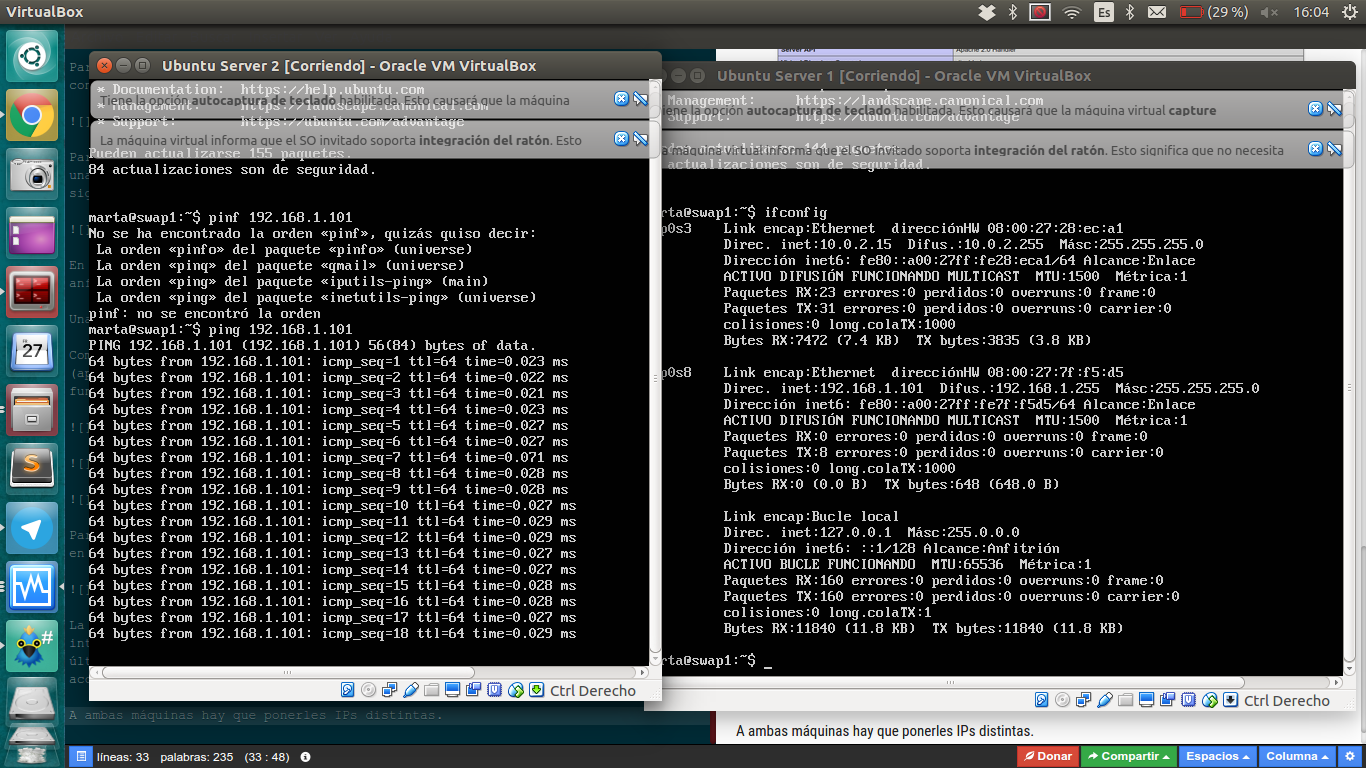 VirtualBox
Es
(29 %)
16:04
Ubuntu Server 2 [Corriendo] - Oracle VM VirtualBox
* Documentation:  https://help.ubuntu.com
* Management:     https://landscape.canonical.com
Tiene la opción autocaptura de teclado habilitada. Esto causará que la máquina
* Support:        https://ubuntu.com/advantage
La máquina virtual informa que el SO invitado soporta integración del ratón. Esto
Pueden actualizarse 155 paquetes.
84 actualizaciones son de seguridad.
marta@swap1:~$ pinf 192.168.1.101
No se ha encontrado la orden «pinf», quizás quiso decir:
La orden «pinfo» del paquete «pinfo» (universe)
La orden «pinq» del paquete «qmail» (universe)
La orden «ping» del paquete «iputils-ping» (main)
La orden «ping» del paquete «inetutils-ping» (universe)
pinf: no se encontró la orden
marta@swap1:~$ ping 192.168.1.101
PING 192.168.1.101 (192.168.1.101) 56(84) bytes of data.
64 bytes from 192.168.1.101: icmp_seq=1 ttl=64 time=0.023 ms
64 bytes from 192.168.1.101: icmp_seq=2 ttl=64 time=0.022 ms
64 bytes from 192.168.1.101: icmp_seq=3 ttl=64 time=0.021 ms
64 bytes from 192.168.1.101: icmp_seq=4 ttl=64 time=0.023 ms
64 bytes from 192.168.1.101: icmp_seq=5 ttl=64 time=0.027 ms
64 bytes from 192.168.1.101: icmp_seq=6 ttl=64 time=0.027 ms
64 bytes from 192.168.1.101: icmp_seq=7 ttl=64 time=0.071 ms
64 bytes from 192.168.1.101: icmp_seq=8 ttl=64 time=0.028 ms
64 bytes from 192.168.1.101: icmp_seq=9 ttl=64 time=0.028 ms
64 bytes from 192.168.1.101: icmp_seq=10 ttl=64 time=0.027 ms
64 bytes from 192.168.1.101: icmp_seq=11 ttl=64 time=0.029 ms
64 bytes from 192.168.1.101: icmp_seq=12 ttl=64 time=0.029 ms
64 bytes from 192.168.1.101: icmp_seq=13 ttl=64 time=0.027 ms
64 bytes from 192.168.1.101: icmp_seq=14 ttl=64 time=0.027 ms
64 bytes from 192.168.1.101: icmp_seq=15 ttl=64 time=0.028 ms
64 bytes from 192.168.1.101: icmp_seq=16 ttl=64 time=0.028 ms
64 bytes from 192.168.1.101: icmp_seq=17 ttl=64 time=0.027 ms
64 bytes from 192.168.1.101: icmp_seq=18 ttl=64 time=0.029 ms
Ctrl Derecho
Server API
Apache 2.0 Handler
Ubuntu Server 1 [Corriendo] - Oracle VM VirtualBox
Management:     https://landscape.canonical.com
opción autocaptura de teclado habilitada. Esto causará que la máquina virtual capture
Support:        https://ubuntu.com/advantage
máquina virtual informa que el SO invitado soporta integración del ratón. Esto significa que no necesita
actualizaciones son de seguridad.
rta@swap1:~$ ifconfig
p0s3    Link encap:Ethernet  direcciónHW 08:00:27:28:ec:a1
Direc. inet:10.0.2.15  Difus.:10.0.2.255  Másc:255.255.255.0
Dirección inet6: fe80::a00:27ff:fe28:eca1/64 Alcance:Enlace
ACTIVO DIFUSIÓN FUNCIONANDO MULTICAST  MTU:1500  Métrica:1
Paquetes RX:23 errores:0 perdidos:0 overruns:0 frame:0
Paquetes TX:31 errores:0 perdidos:0 overruns:0 carrier:0
colisiones:0 long.colaTX:1000
Bytes RX:7472 (7.4 KB)  TX bytes:3835 (3.8 KB)
p0s8    Link encap:Ethernet  direcciónHW 08:00:27:7f:f5:d5
Direc. inet:192.168.1.101  Difus.:192.168.1.255  Másc:255.255.255.0
Dirección inet6: fe80::a00:27ff:fe7f:f5d5/64 Alcance:Enlace
ACTIVO DIFUSIÓN FUNCIONANDO MULTICAST  MTU:1500  Métrica:1
Paquetes RX:0 errores:0 perdidos:0 overruns:0 frame:0
Paquetes TX:8 errores:0 perdidos:0 overruns:0 carrier:0
colisiones:0 long.colaTX:1000
Bytes RX:0 (0.0 B)  TX bytes:648 (648.0 B)
Link encap:Bucle local
Direc. inet:127.0.0.1  Másc:255.0.0.0
Dirección inet6: ::1/128 Alcance:Anfitrión
ACTIVO BUCLE FUNCIONANDO  MTU:65536  Métrica:1
Paquetes RX:160 errores:0 perdidos:0 overruns:0 frame:0
Paquetes TX:160 errores:0 perdidos:0 overruns:0 carrier:0
colisiones:0 long.colaTX:1
Bytes RX:11840 (11.8 KB)  TX bytes:11840 (11.8 KB)
rta@swap1:~$ _
Ctrl Derecho
27
S
#
A ambas máquinas hay que ponerles IPs distintas.
A ambas máquinas hay que ponerles IPs distintas.
líneas: 33  palabras: 235  (33 : 48)
Donar
Compartir
Espacios
Columna